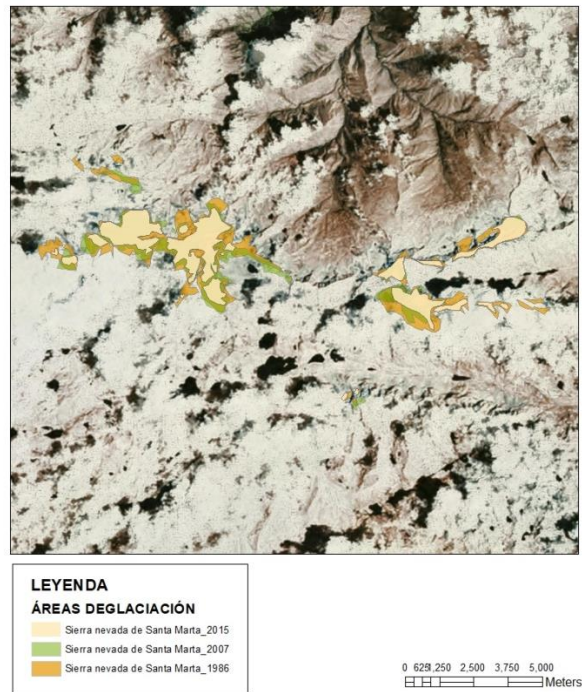 LEYENDA
ÁREAS DEGLACIACIÓN
Sierra nevada de Santa Marta_2015
Sierra nevada de Santa Marta_2007
Sierra nevada de Santa Marta_1986
0 625 1,250 2,500 3,750 5,000
Meters